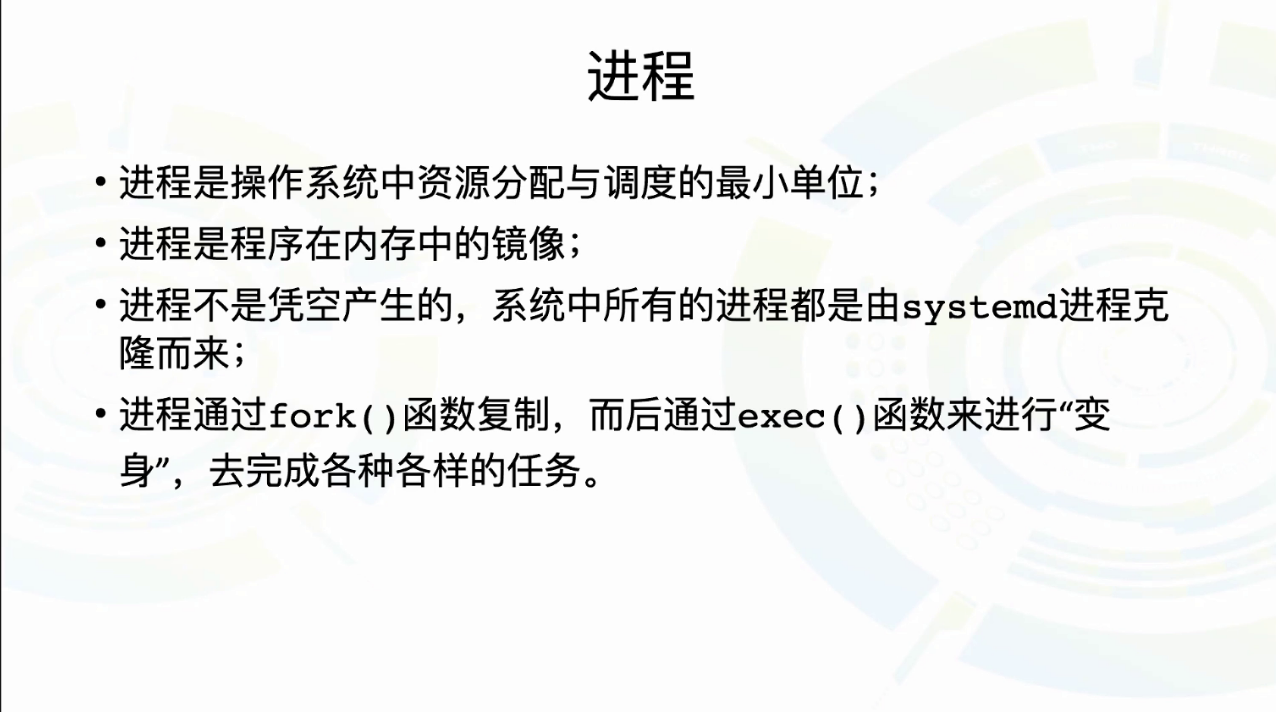 进程
• 进程是操作系统中资源分配与调度的最小单位；
• 进程是程序在内存中的镜像；
• 进程不是凭空产生的，系统中所有的进程都是由systemd进程克
隆而来；
• 进程通过fork()函数复制，而后通过exec()函数来进行“变
身”，去完成各种各样的任务。